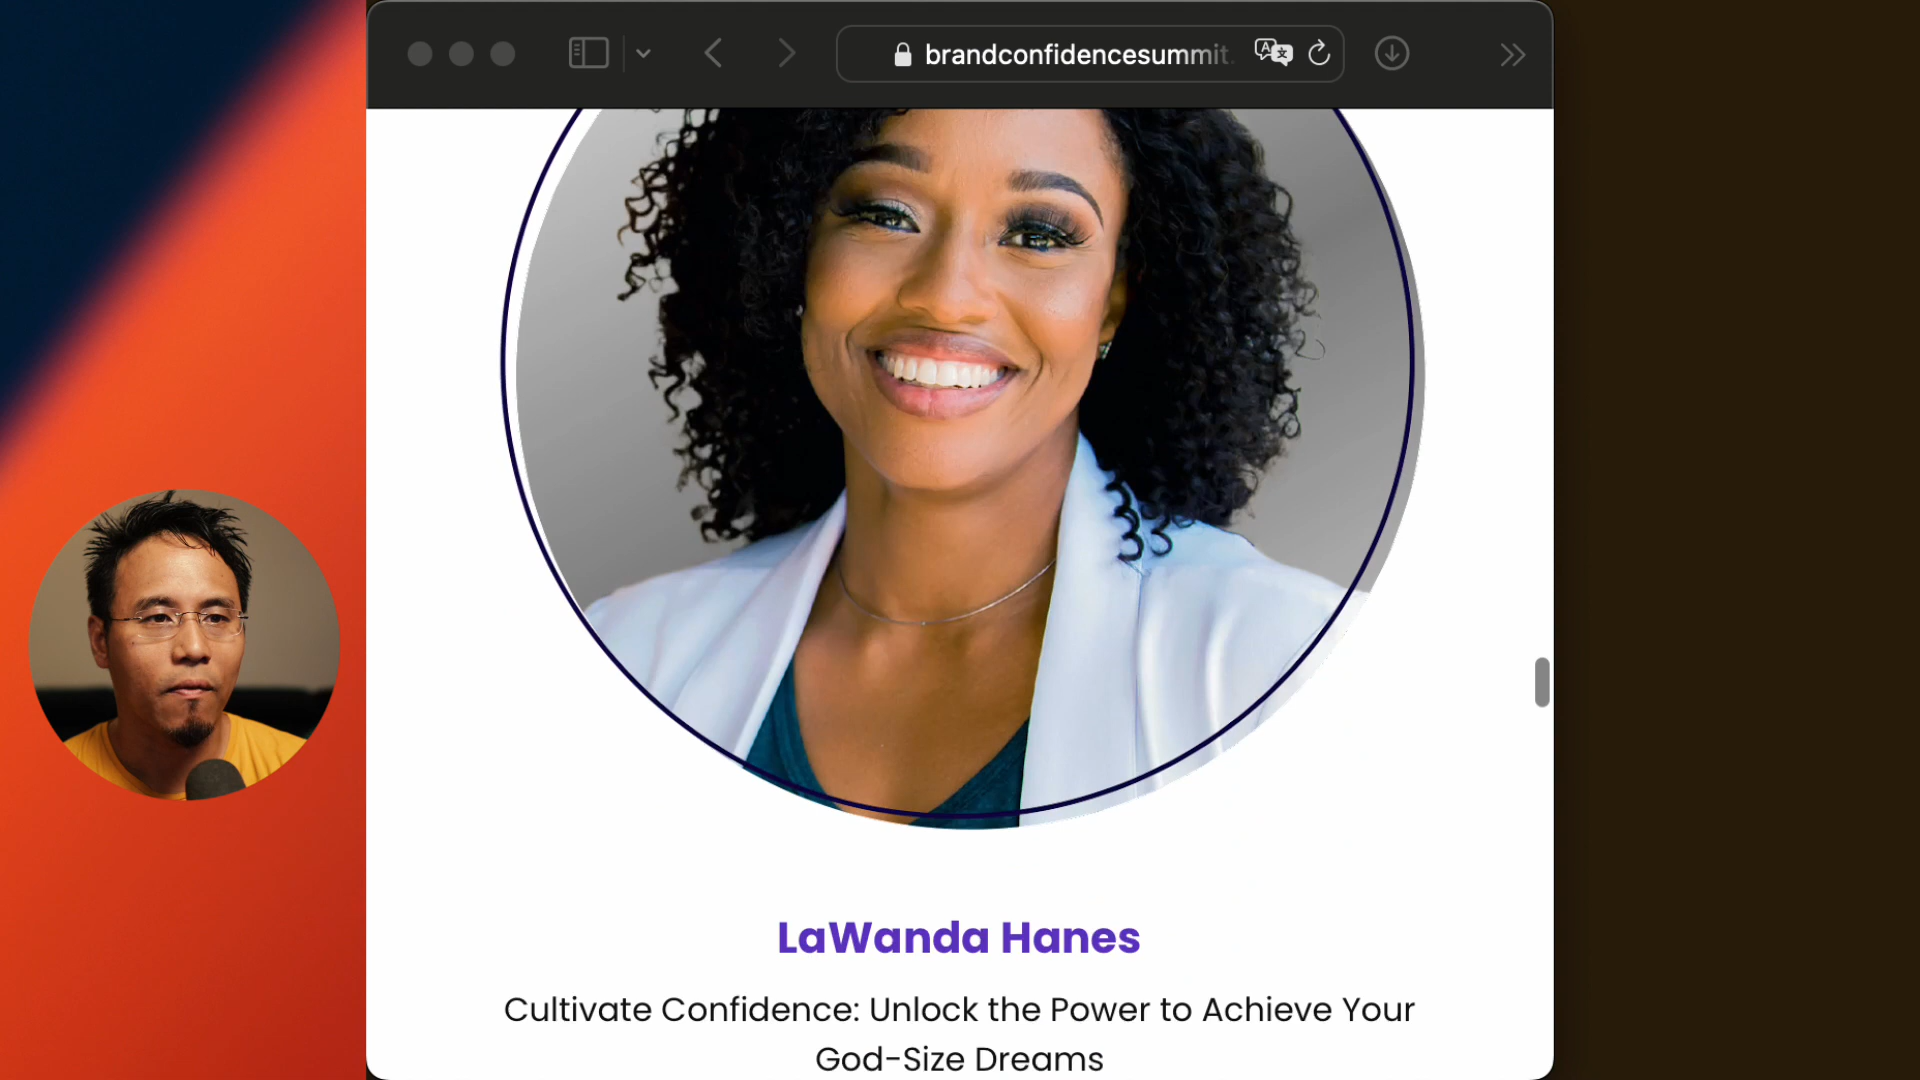 brandconfidencesummit.
LaWanda Hanes
Cultivate Confidence: Unlock the Power to Achieve Your
God-Size Dreams